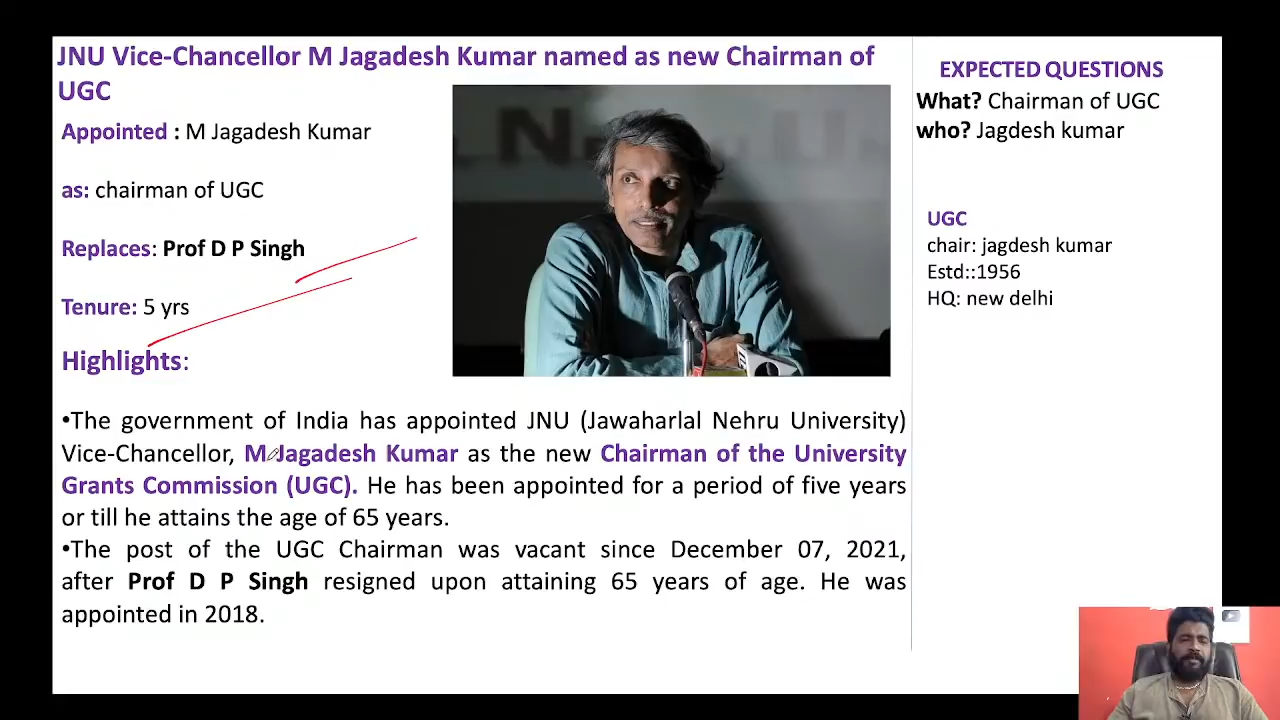 JNU Vice-Chancellor M Jagadesh Kumar named as new Chairman of
UGC
Appointed : M Jagadesh Kumar
as: chairman of UGC
Replaces: Prof D P Singh
Tenure: 5 yrs
Highlights:
•The government of India has appointed JNU (Jawaharlal Nehru University)
Vice-Chancellor, M Jagadesh Kumar as the new Chairman of the University
Grants Commission (UGC). He has been appointed for a period of five years
or till he attains the age of 65 years.
•The post of the UGC Chairman was vacant since December 07, 2021,
after Prof D P Singh resigned upon attaining 65 years of age. He was
appointed in 2018.
EXPECTED QUESTIONS
What? Chairman of UGC
who? Jagdesh kumar
UGC
chair: jagdesh kumar
Estd::1956
HQ: new delhi